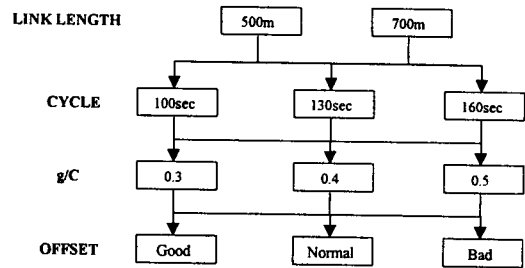 LINK LENGTH 500m 700m
CYCLE 100sec 130sec 160sec
g/C 0.3 0.4 0.5
OFFSET Good Normal Bad